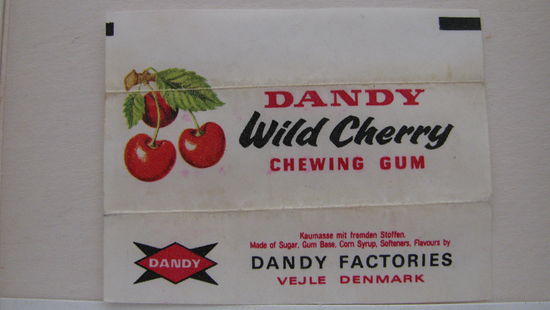 DANDY
Wild Cherry
CHEWING GUM
Kaumasse mit fremden Stoffen.
Made of Sugar, Gum Base, Corn Syrup, Softeners, Flavours by
DANDY
DANDY FACTORIES
VEJLE DENMARK